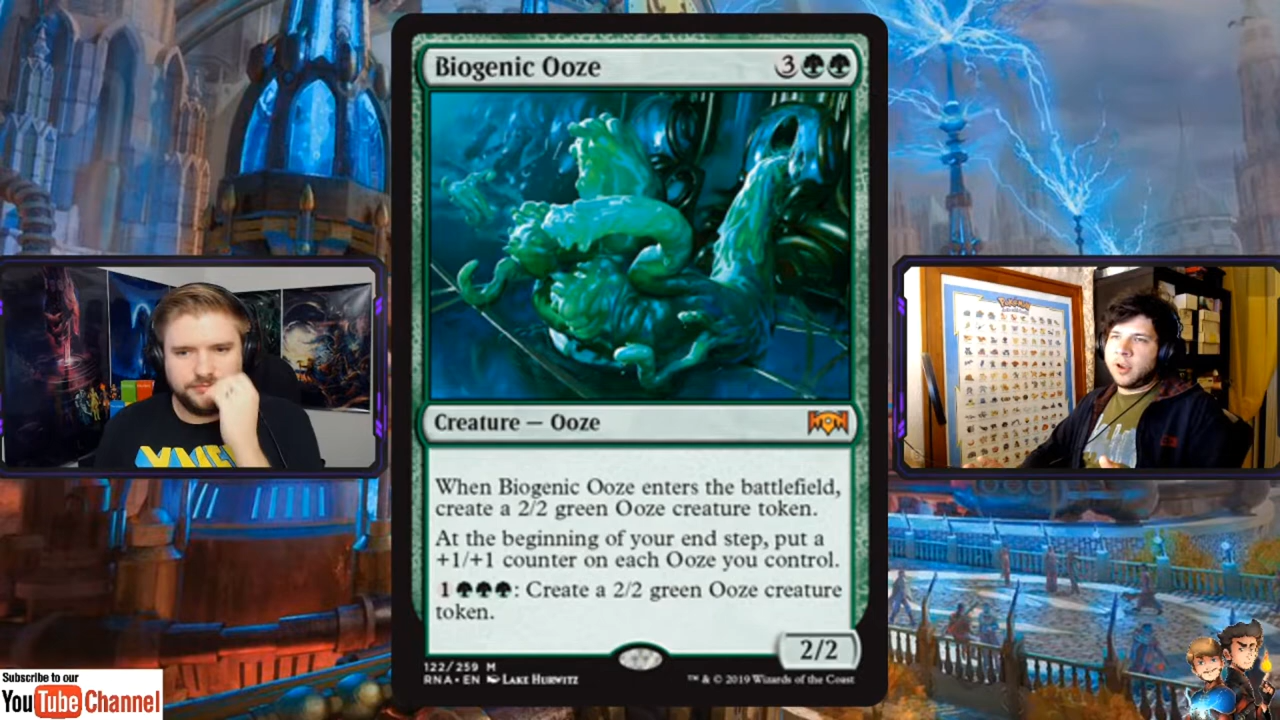 Biogenic Ooze 3
Creature — Ooze
When Biogenic Ooze enters the battlefield,
create a 2/2 green Ooze creature token.
At the beginning of your end step, put a
+1/+1 counter on each Ooze you control.
1: Create a 2/2 green Ooze creature
token.
2/2
122/259 M
RNA • EN LAKE HURWITZ
™ & © 2019 Wizards of the Coast
POKÉMON
Subscribe to our
YouTube Channel